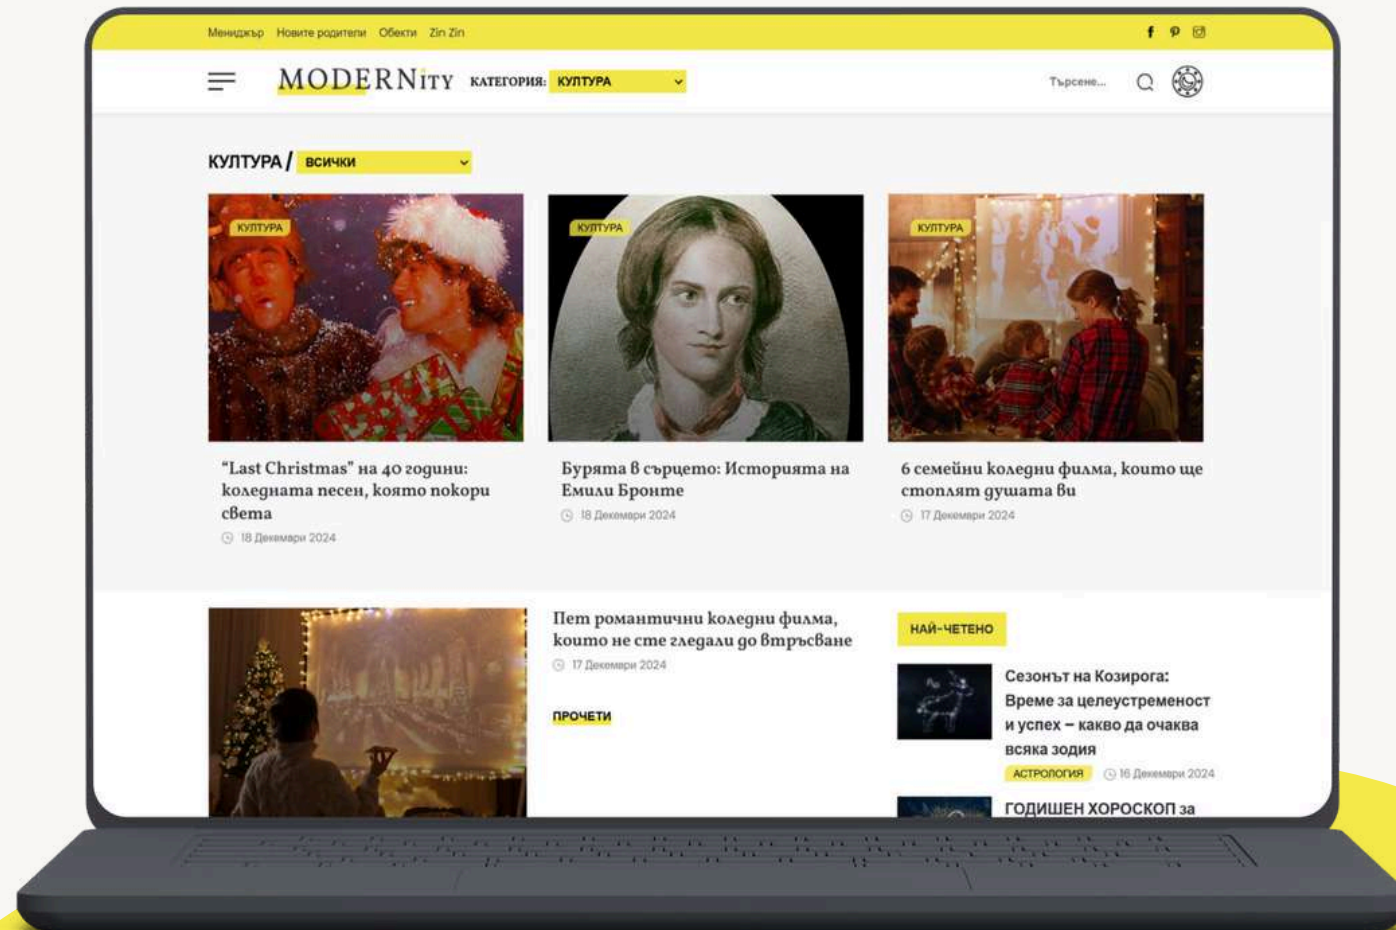 Мениджър Новите родители Обекти Zin Zin
MODERNiTY КАТЕГОРИЯ: КУЛТУРА
Търсене...
КУЛТУРА / ВСИЧКИ
КУЛТУРА
КУЛТУРА
КУЛТУРА
“Last Christmas” на 40 години:
коледната песен, която покори
света
18 Декември 2024
Бурята в сърцето: Историята на
Емили Бронте
18 Декември 2024
6 семейни коледни филма, които ще
стоплят душата ви
17 Декември 2024
Пет романтични коледни филма,
които не сте гледали до втръсване
17 Декември 2024
ПРОЧЕТИ
НАЙ-ЧЕТЕНО
Сезонът на Козирога:
Време за целеустременост
и успех – какво да очаква
всяка зодия
АСТРОЛОГИЯ 16 Декември 2024
ГОДИШЕН ХОРОСКОП за